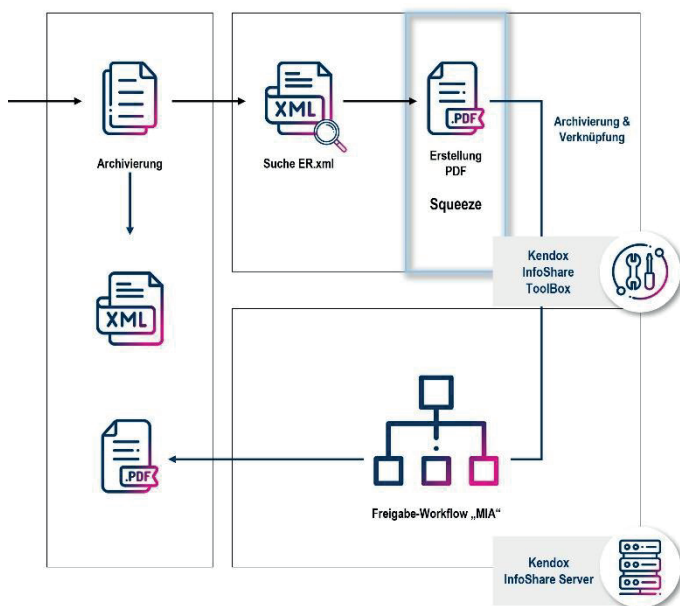 XML
.PDF
Archivierung
Suche ER.xml
Erstellung
PDF
Squeeze
Archivierung &
Verknüpfung
Kendox
InfoShare
ToolBox
XML
.PDF
Freigabe-Workflow „MIA“
Kendox
InfoShare Server